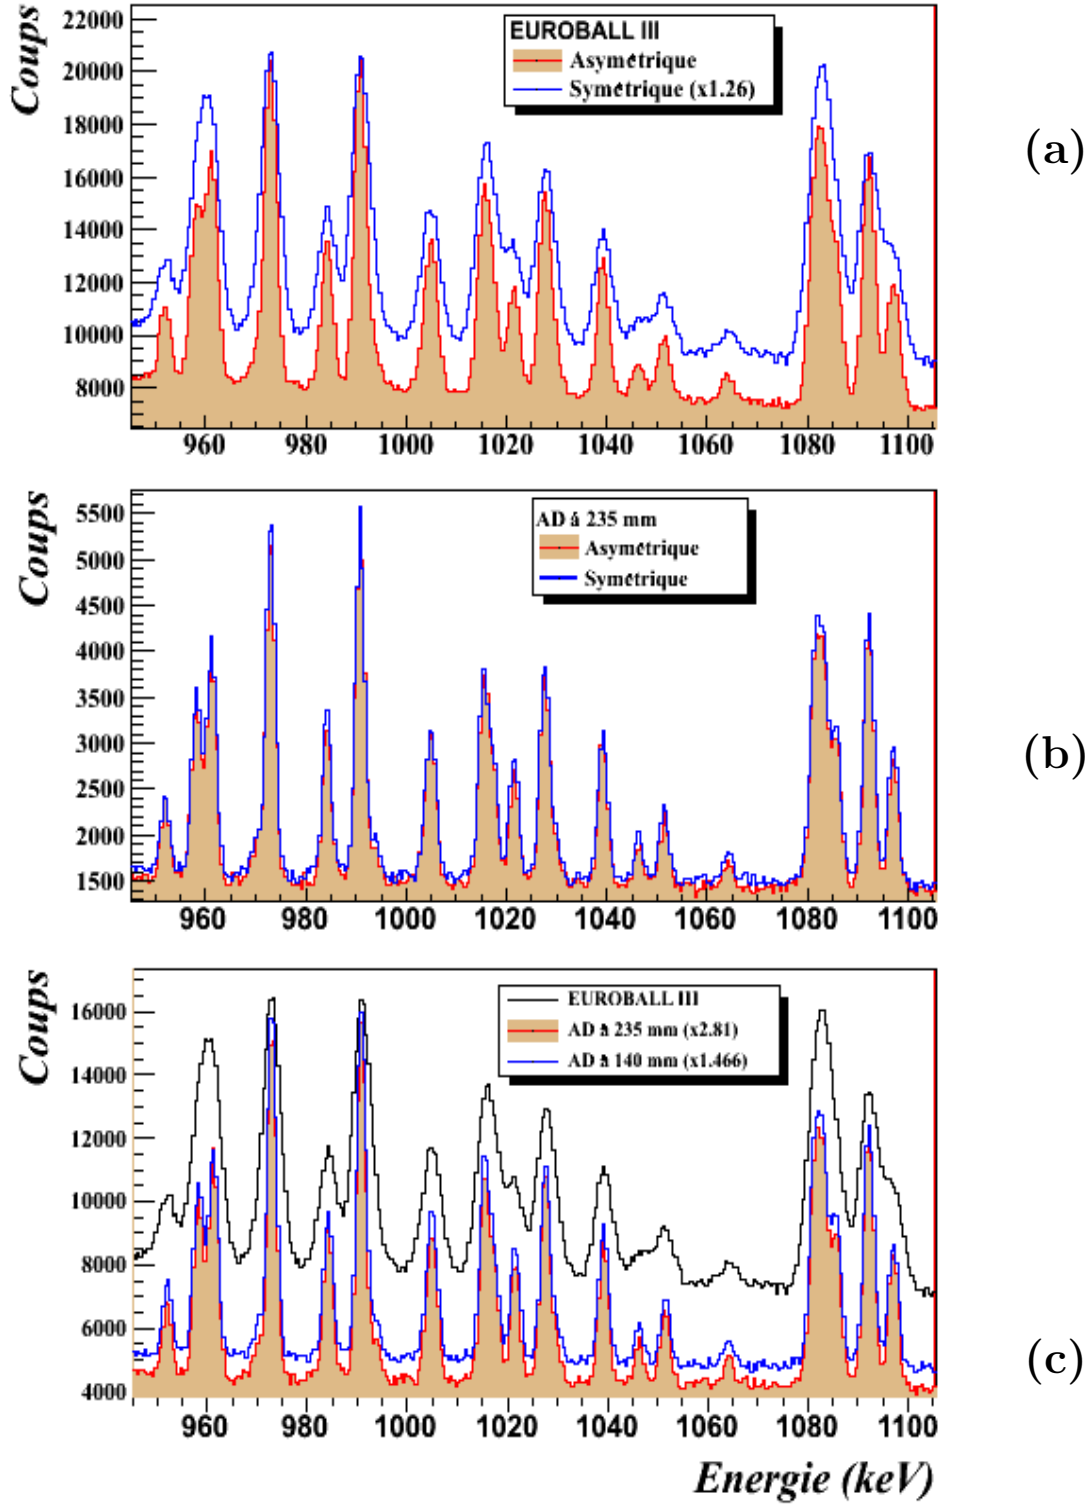 Coups
22000
20000
18000
16000
14000
12000
10000
8000
EUROBALL III
Asymétrique
Symétrique (x1.26)
(a)
960 980 1000 1020 1040 1060 1080 1100
Coups
5500
5000
4500
4000
3500
3000
2500
2000
1500
AD á 235 mm
Asymétrique
Symétrique
(b)
960 980 1000 1020 1040 1060 1080 1100
Coups
16000
14000
12000
10000
8000
6000
4000
EUROBALL III
AD à 235 mm (x2.81)
AD à 140 mm (x1.466)
(c)
960 980 1000 1020 1040 1060 1080 1100
Energie (keV)